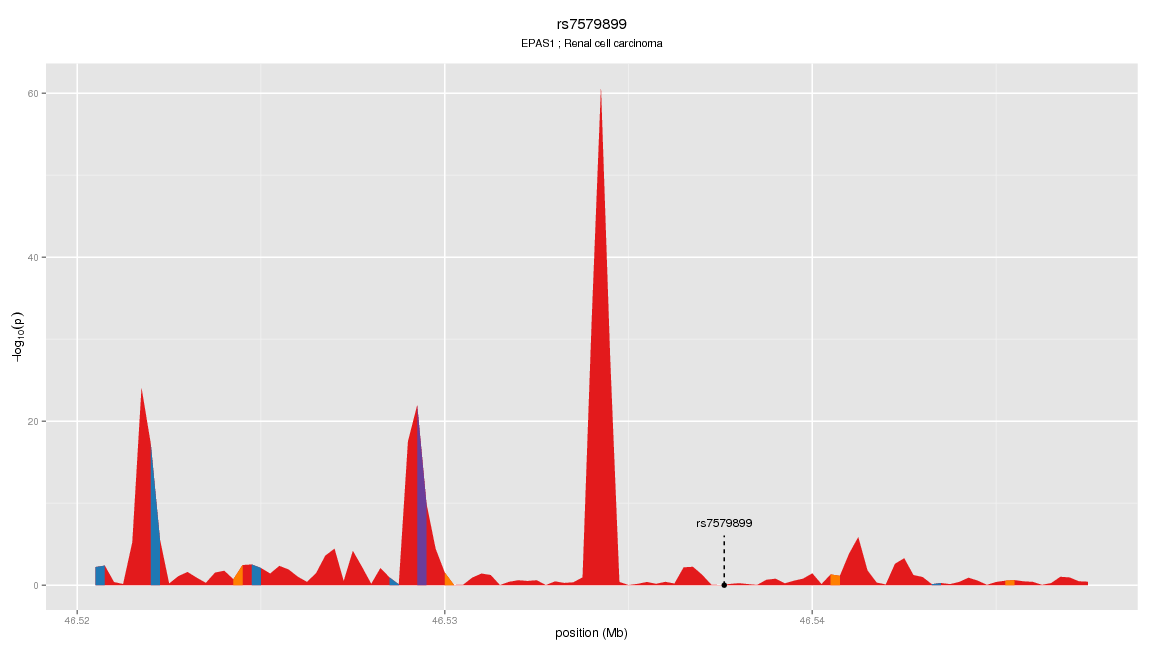 rs7579899
EPAS1 ; Renal cell carcinoma
60
40
20
0
−log10(p)
rs7579899
46.52
46.53
46.54
position (Mb)